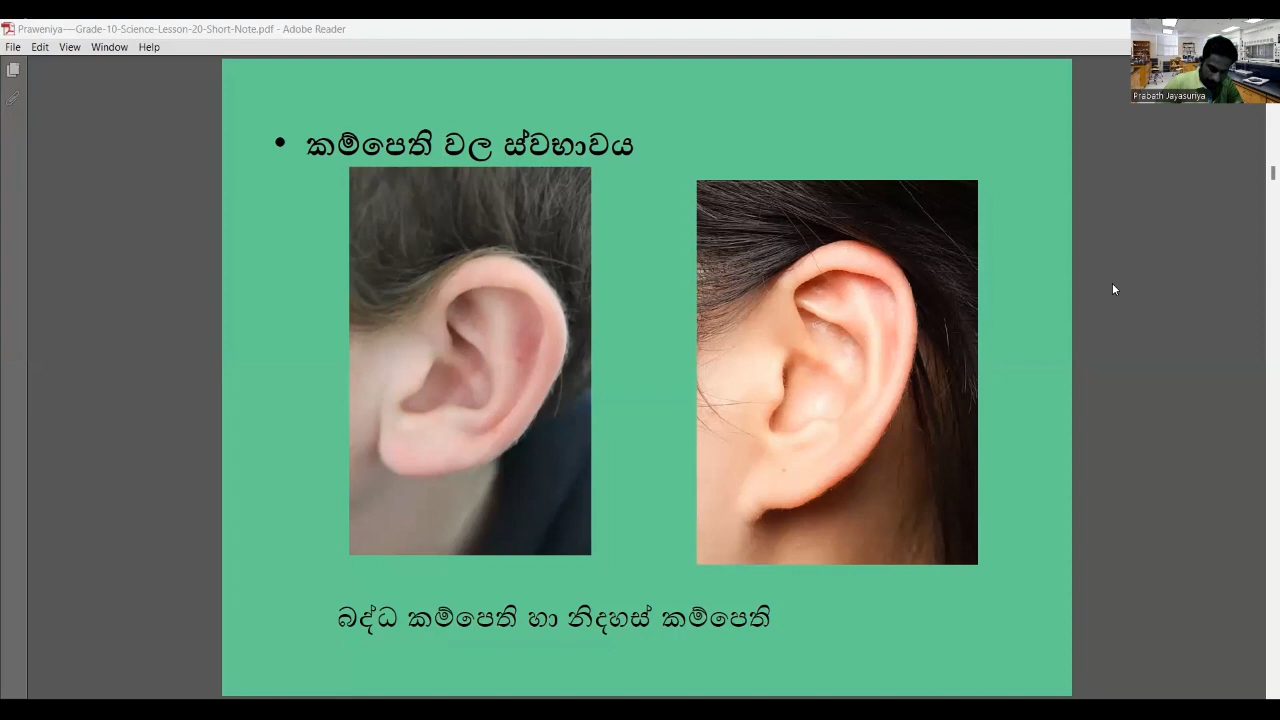 Praweniya----Grade-10-Science-Lesson-20-Short-Note.pdf - Adobe Reader
File Edit View Window Help
Prabath Jayasuriya
• කම්පෙති වල ස්වභාවය
බද්ධ කම්පෙති හා නිදහස් කම්පෙති